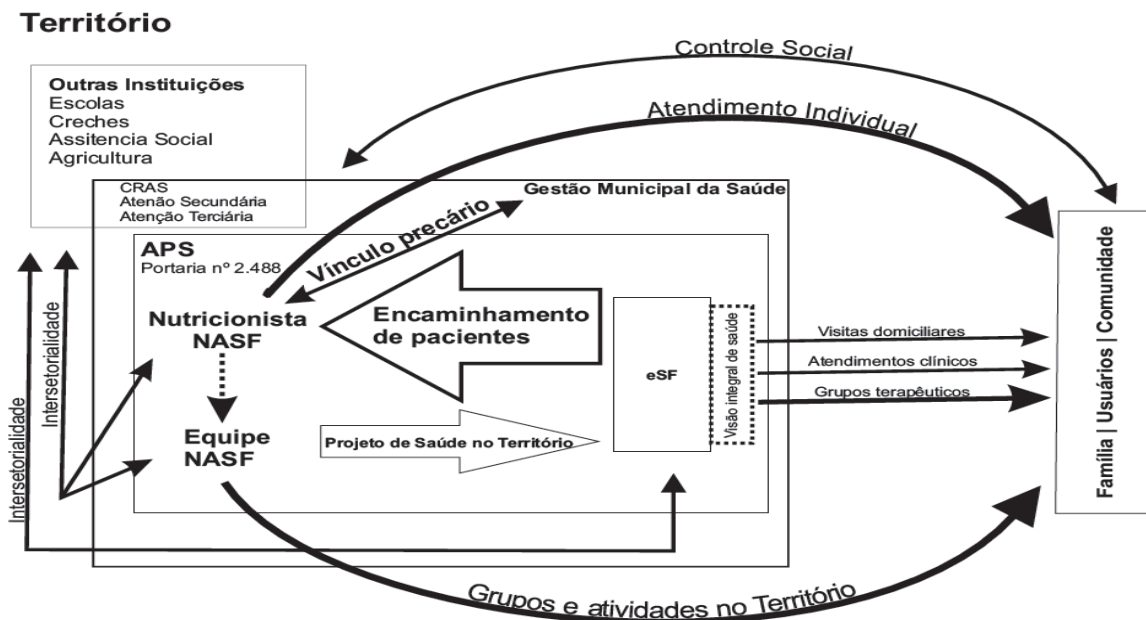 Território
Controle Social
Atendimento Individual
Outras Instituições
Escolas
Creches
Assitencia Social
Agricultura
CRAS
Atenão Secundária
Atenção Terciária
Gestão Municipal da Saúde
Vínculo precário
APS
Portaria nº 2.488
Nutricionista
NASF
Encaminhamento
de pacientes
eSF
Visão integral de saúde
Visitas domiciliares
Atendimentos clínicos
Grupos terapêuticos
Família | Usuários | Comunidade
Intersetorialidade
Intersetorialidade
Equipe
NASF
Projeto de Saúde no Território
Grupos e atividades no Território